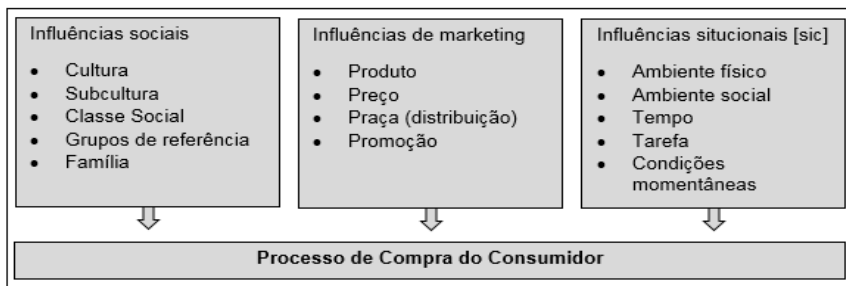 Influências sociais
• Cultura
• Subcultura
• Classe Social
• Grupos de referência
• Família
Influências de marketing
• Produto
• Preço
• Praça (distribuição)
• Promoção
Influências situcionais [sic]
• Ambiente físico
• Ambiente social
• Tempo
• Tarefa
• Condições
momentâneas
Processo de Compra do Consumidor